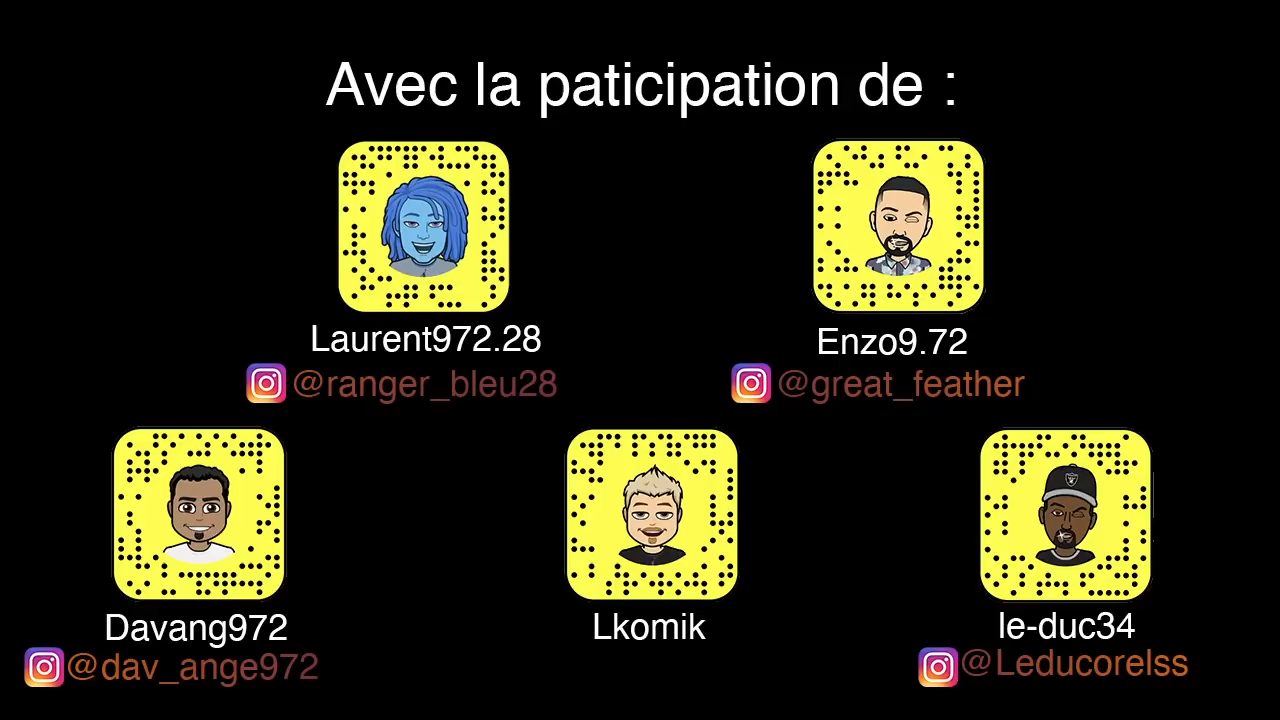 Avec la paticipation de :
Laurent972.28
Enzo9.72
@ranger_bleu28
@great_feather
Davang972
Lkomik
le-duc34
@dav_ange972
@Leducorelss